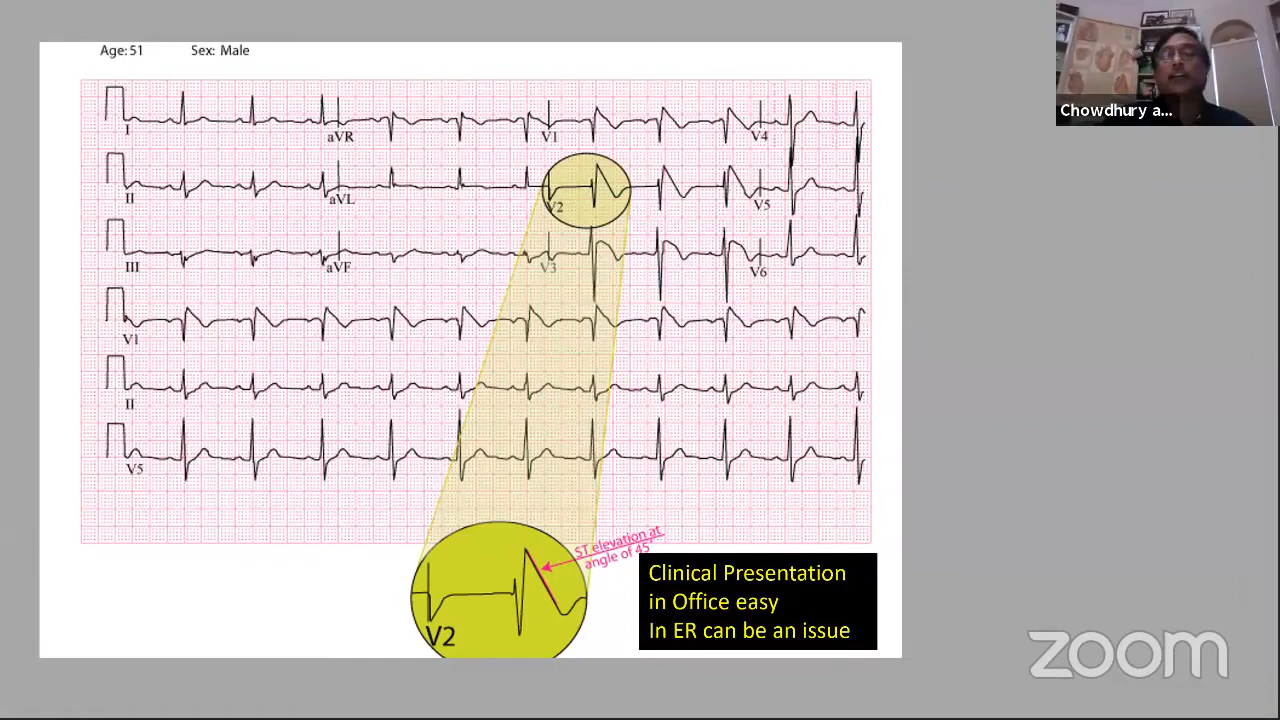 Age: 51 Sex: Male
Chowdhury a...
I aVR V1 V4
II aVL V2 V5
III aVF V3 V6
V1
II
V5
ST elevation at
angle of 45°
V2
Clinical Presentation
in Office easy
In ER can be an issue
zoom